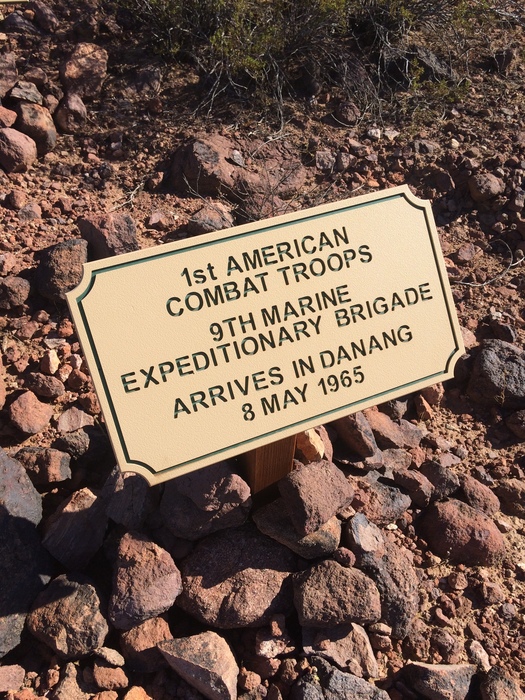 1st AMERICAN
COMBAT TROOPS
9TH MARINE
EXPEDITIONARY BRIGADE
ARRIVES IN DANANG
8 MAY 1965